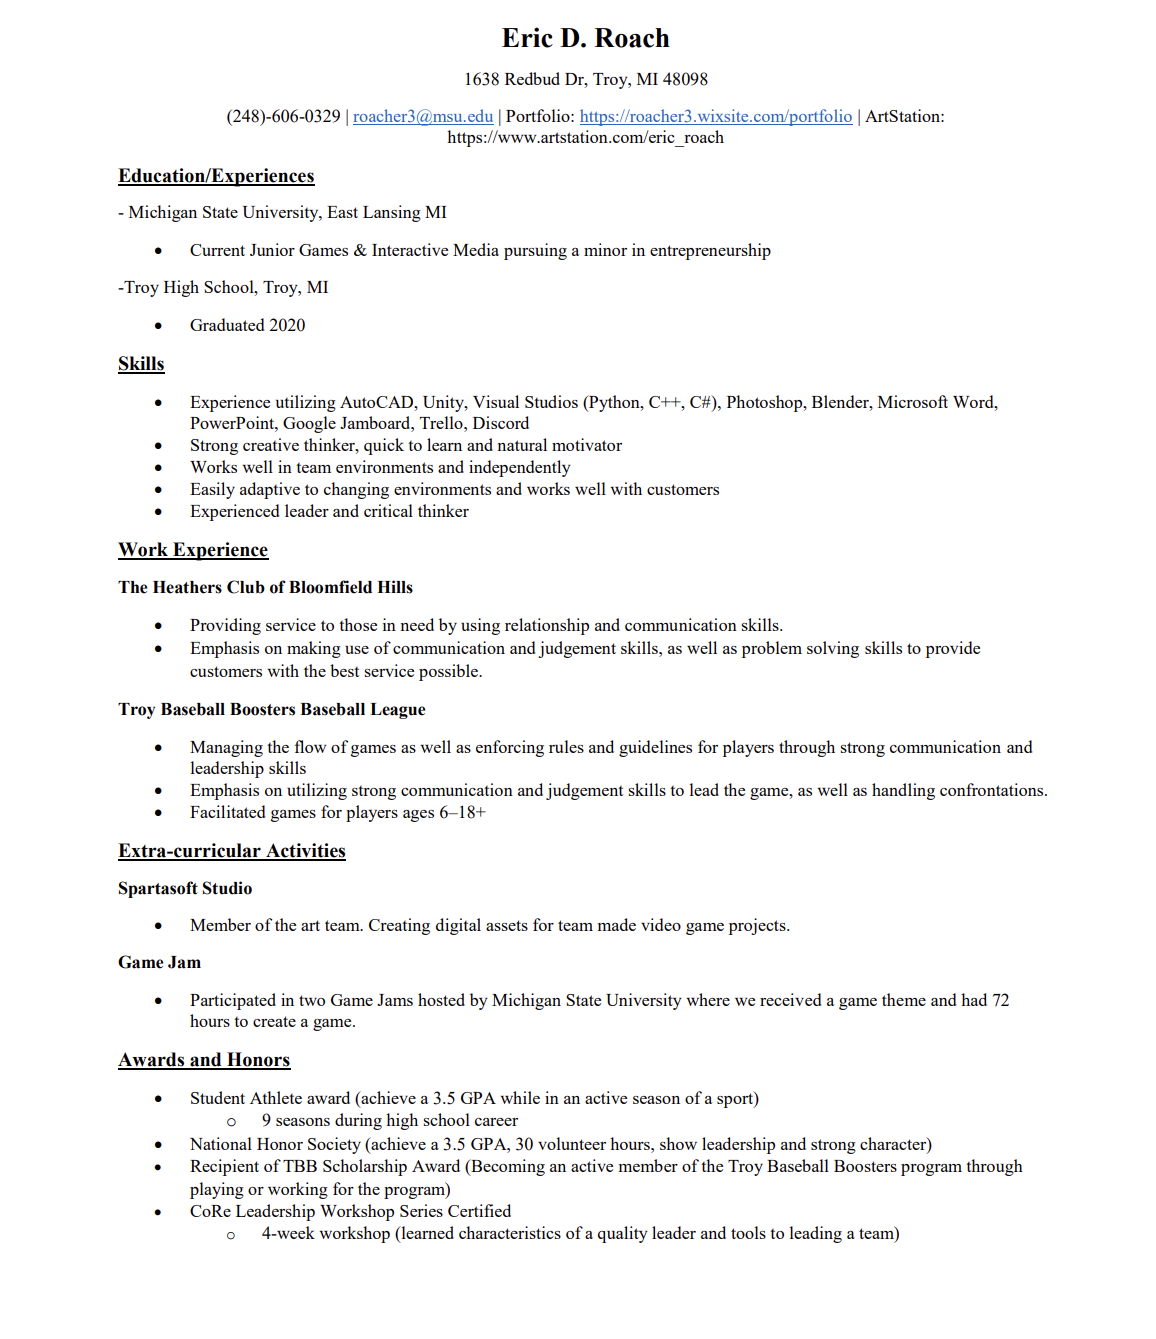 Eric D. Roach
1638 Redbud Dr, Troy, MI 48098
(248)-606-0329 | roacher3@msu.edu | Portfolio: https://roacher3.wixsite.com/portfolio | ArtStation:
https://www.artstation.com/eric_roach
Education/Experiences
- Michigan State University, East Lansing MI
• Current Junior Games & Interactive Media pursuing a minor in entrepreneurship
-Troy High School, Troy, MI
• Graduated 2020
Skills
• Experience utilizing AutoCAD, Unity, Visual Studios (Python, C++, C#), Photoshop, Blender, Microsoft Word,
PowerPoint, Google Jamboard, Trello, Discord
• Strong creative thinker, quick to learn and natural motivator
• Works well in team environments and independently
• Easily adaptive to changing environments and works well with customers
• Experienced leader and critical thinker
Work Experience
The Heathers Club of Bloomfield Hills
• Providing service to those in need by using relationship and communication skills.
• Emphasis on making use of communication and judgement skills, as well as problem solving skills to provide
customers with the best service possible.
Troy Baseball Boosters Baseball League
• Managing the flow of games as well as enforcing rules and guidelines for players through strong communication and
leadership skills
• Emphasis on utilizing strong communication and judgement skills to lead the game, as well as handling confrontations.
• Facilitated games for players ages 6–18+
Extra-curricular Activities
Spartasoft Studio
• Member of the art team. Creating digital assets for team made video game projects.
Game Jam
• Participated in two Game Jams hosted by Michigan State University where we received a game theme and had 72
hours to create a game.
Awards and Honors
• Student Athlete award (achieve a 3.5 GPA while in an active season of a sport)
o 9 seasons during high school career
• National Honor Society (achieve a 3.5 GPA, 30 volunteer hours, show leadership and strong character)
• Recipient of TBB Scholarship Award (Becoming an active member of the Troy Baseball Boosters program through
playing or working for the program)
• CoRe Leadership Workshop Series Certified
o 4-week workshop (learned characteristics of a quality leader and tools to leading a team)